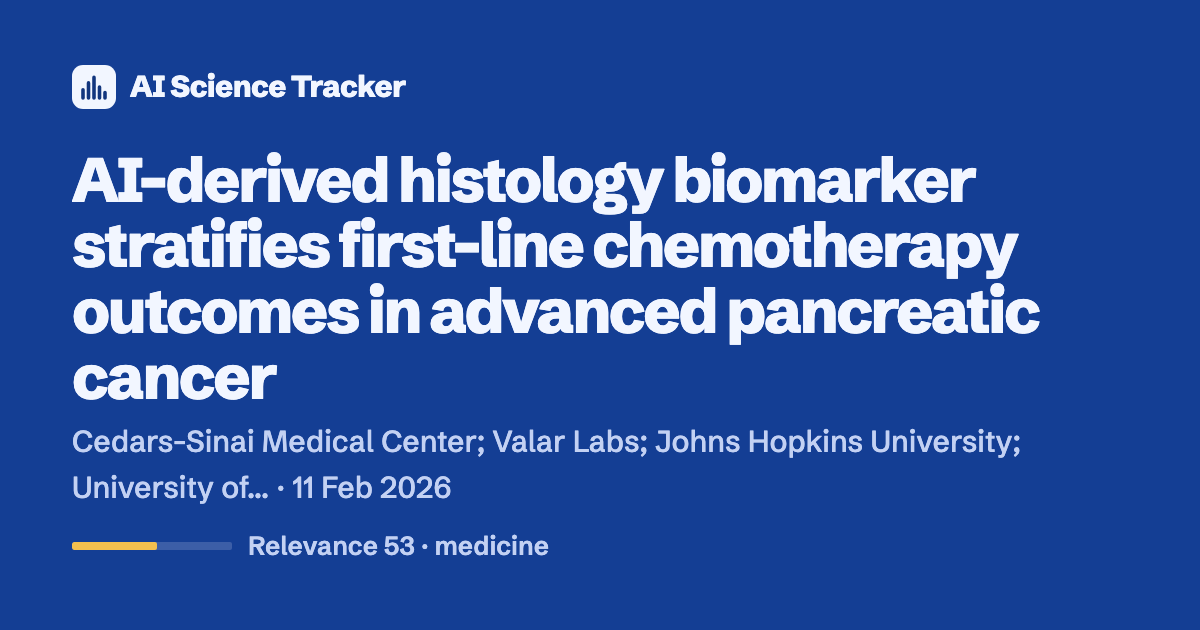 AI Science Tracker
AI-derived histology biomarker
stratifies first-line chemotherapy
outcomes in advanced pancreatic
cancer
Cedars-Sinai Medical Center; Valar Labs; Johns Hopkins University;
University of... · 11 Feb 2026
Relevance 53 · medicine